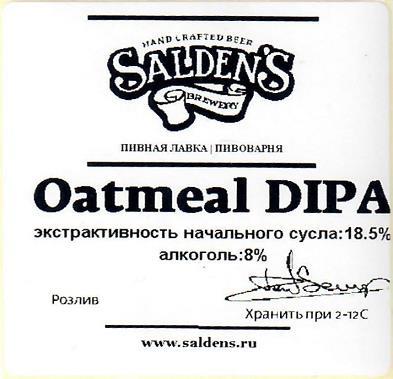 HAND CRAFTED BEER
SALDEN'S
BREWERY
ПИВНАЯ ЛАВКА | ПИВОВАРНЯ
Oatmeal DIPA
экстрактивность начального сусла:18.5%
алкоголь:8%
Розлив
Хранить при 2-12С
www.saldens.ru